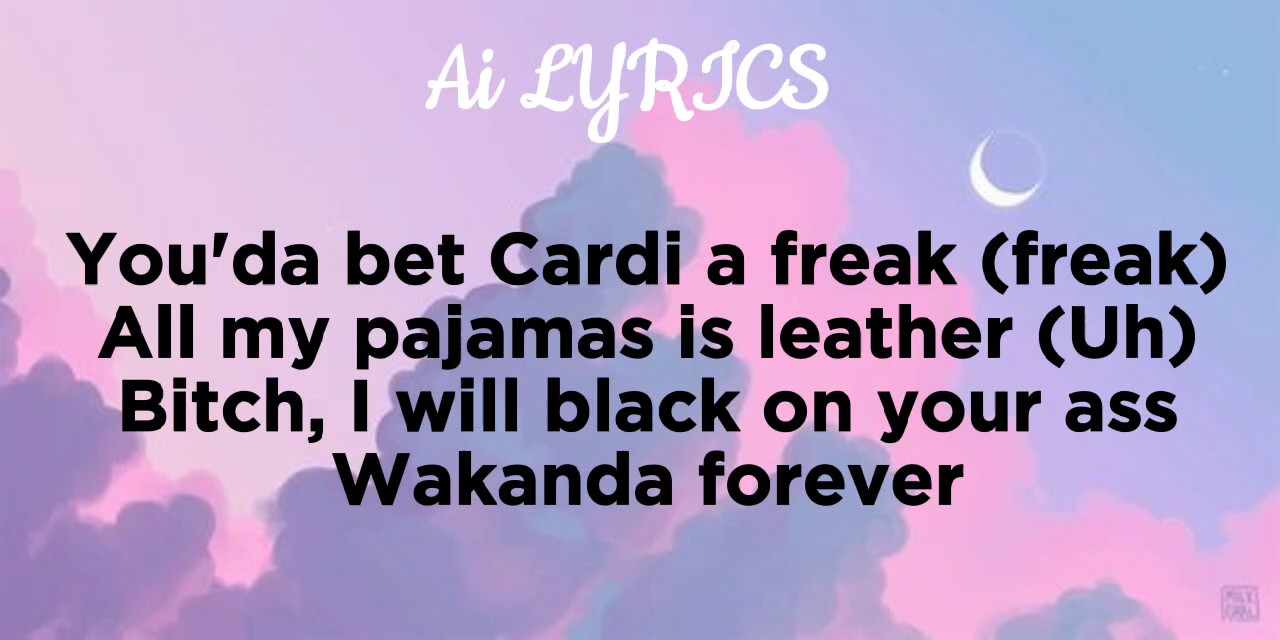 Ai LYRICS
You'da bet Cardi a freak (freak)
All my pajamas is leather (Uh)
Bitch, I will black on your ass
Wakanda forever